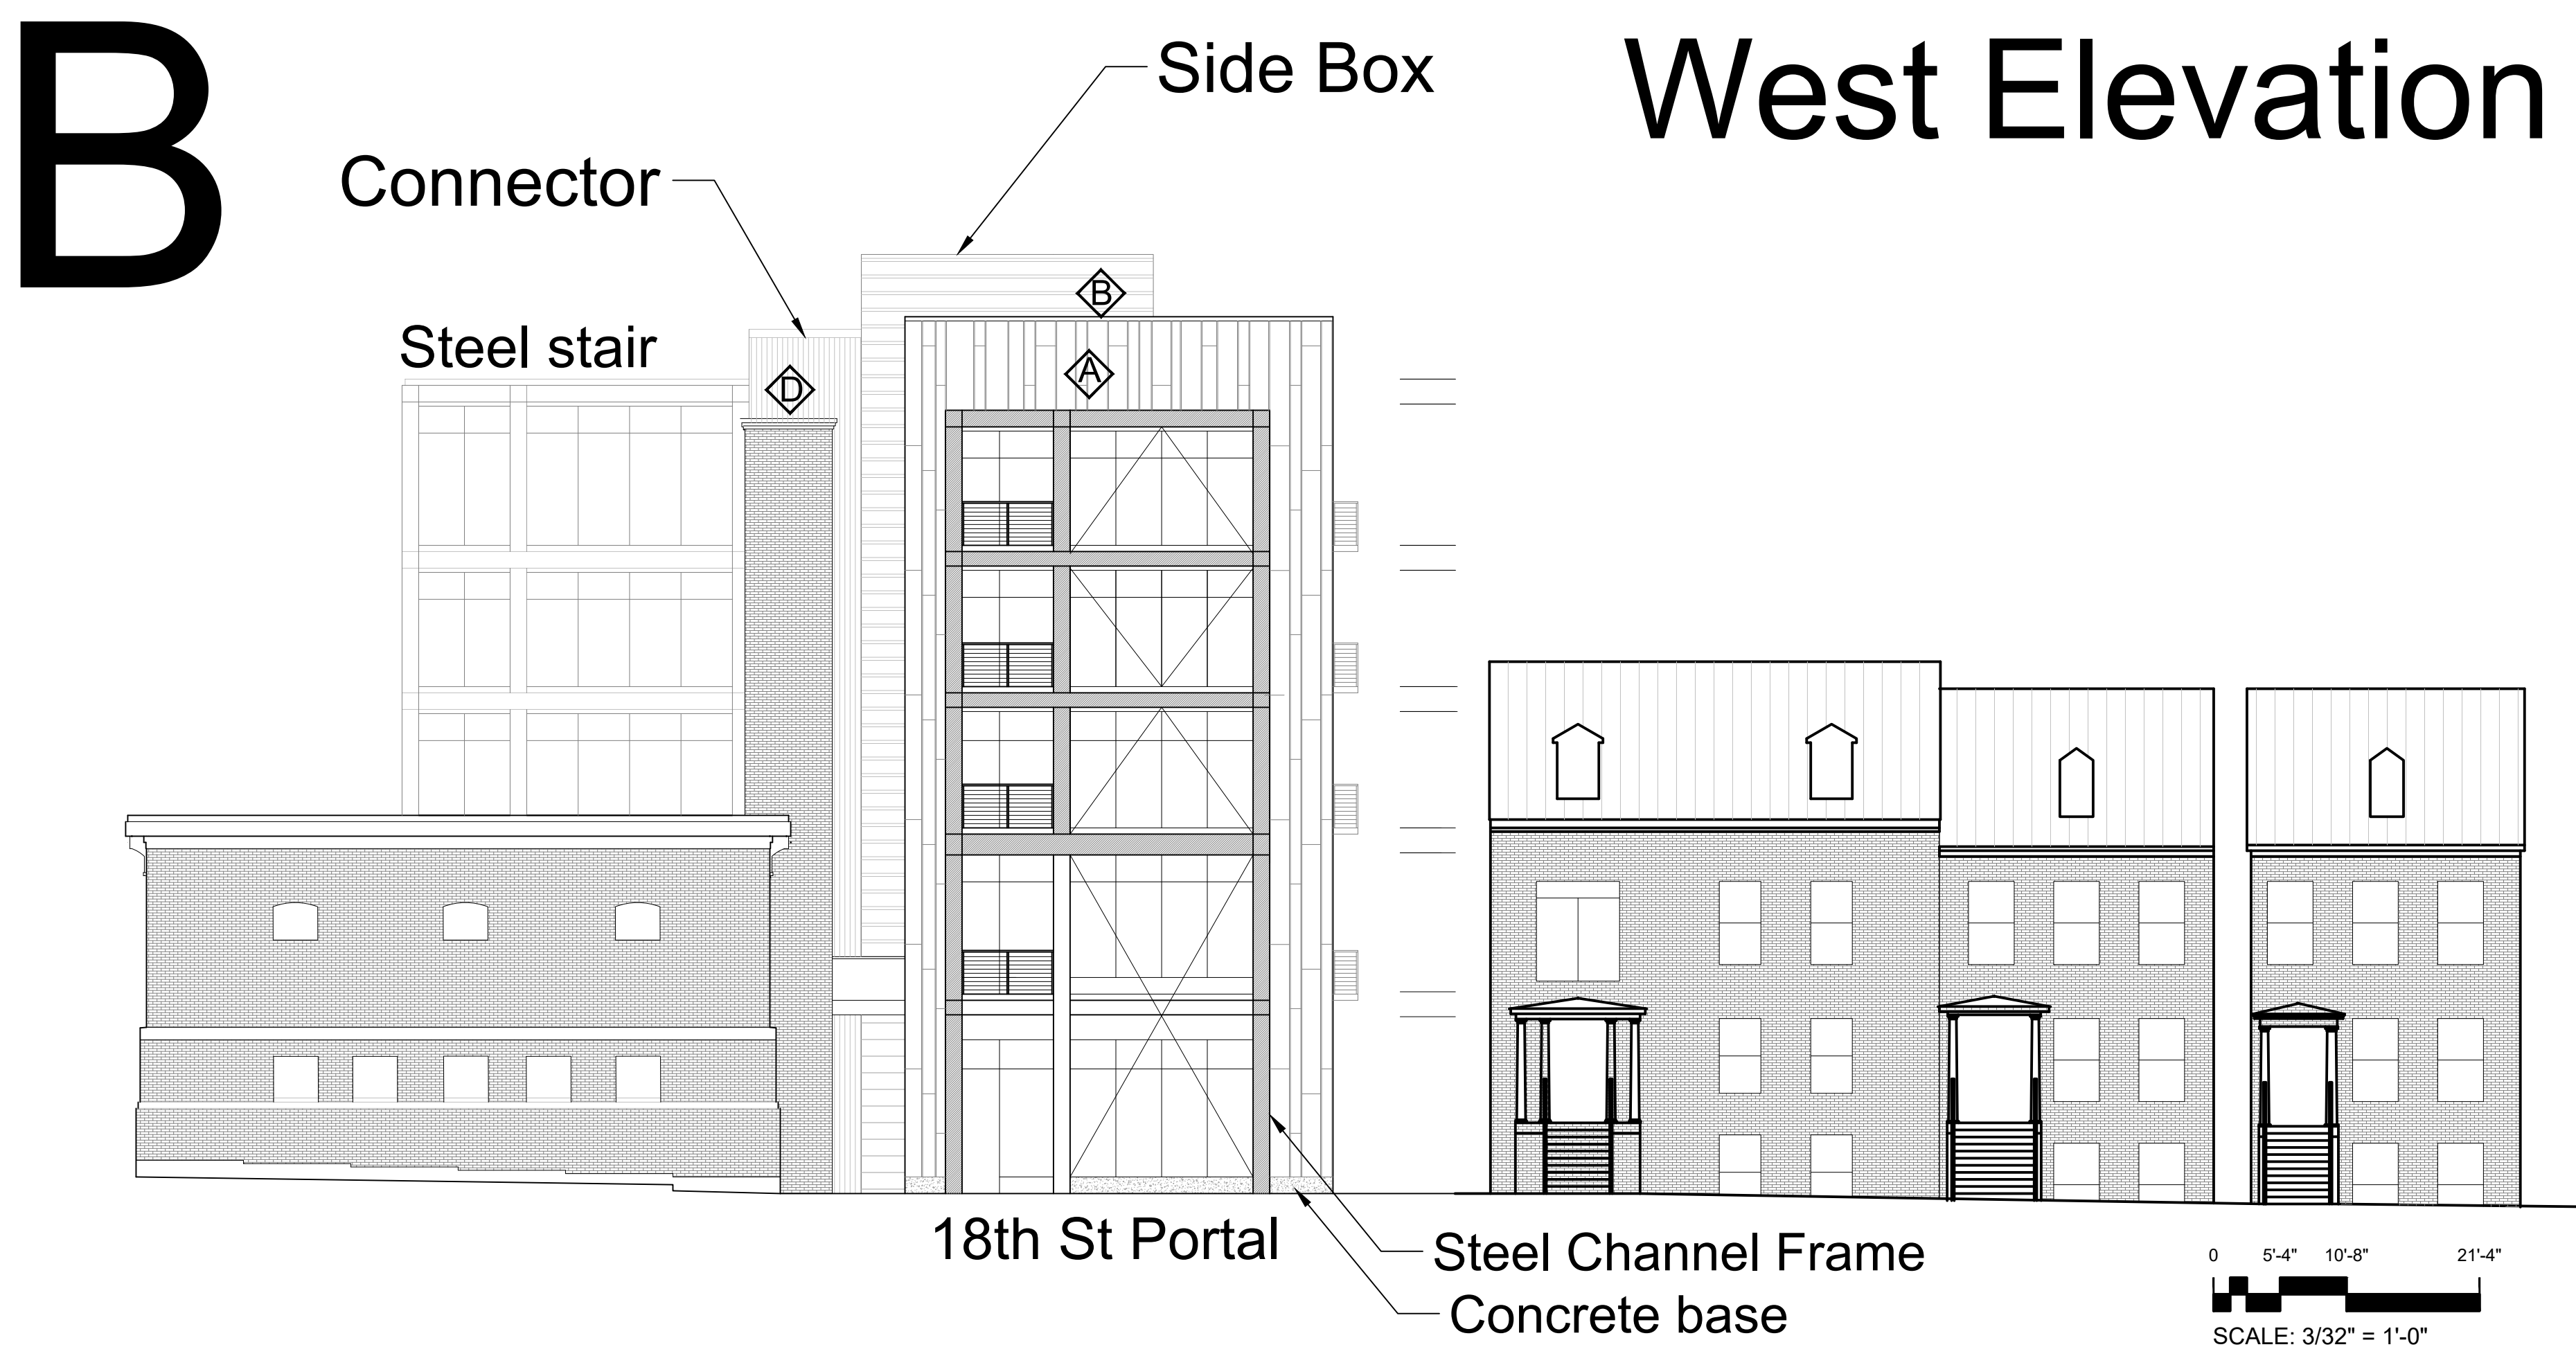 B
West Elevation
Side Box
Connector
Steel stair
B
A
D
18th St Portal
Steel Channel Frame
Concrete base
0 5'-4" 10'-8" 21'-4"
SCALE: 3/32" = 1'-0"